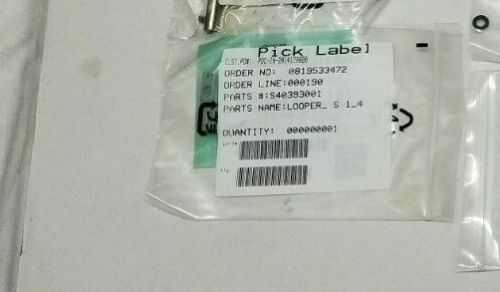 Pick Label
ORDER NO: 0819533472
ORDER LINE:000190
PARTS #:S40393001
PARTS NAME:LOOPER_ S 1_4
QUANTITY: 000000001